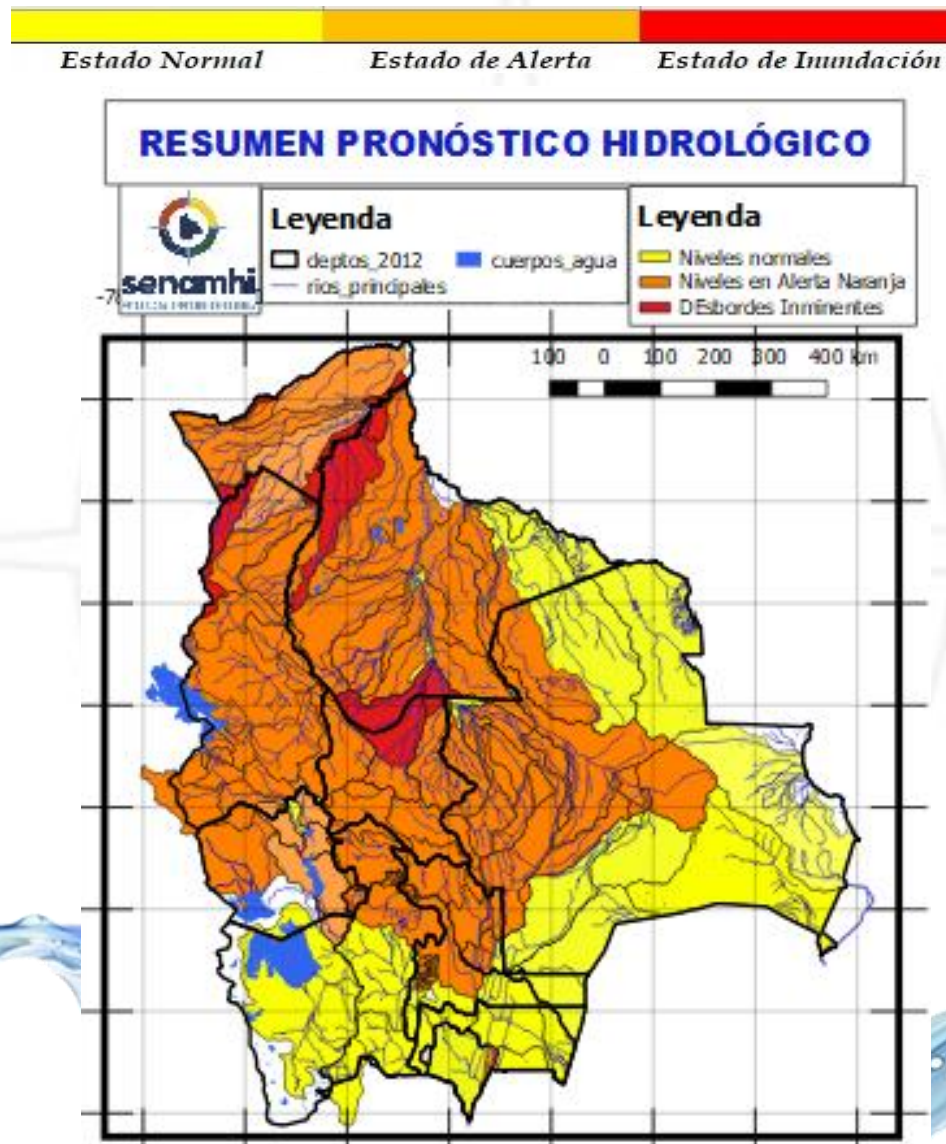 Estado Normal
Estado de Alerta
Estado de Inundación
RESUMEN PRONÓSTICO HIDROLÓGICO
senamhi
Leyenda
deptos_2012
cuerpos_agua
rios_principales
Leyenda
Niveles normales
Niveles en Alerta Naranja
DEsbordes Inminentes
100 0 100 200 300 400 km